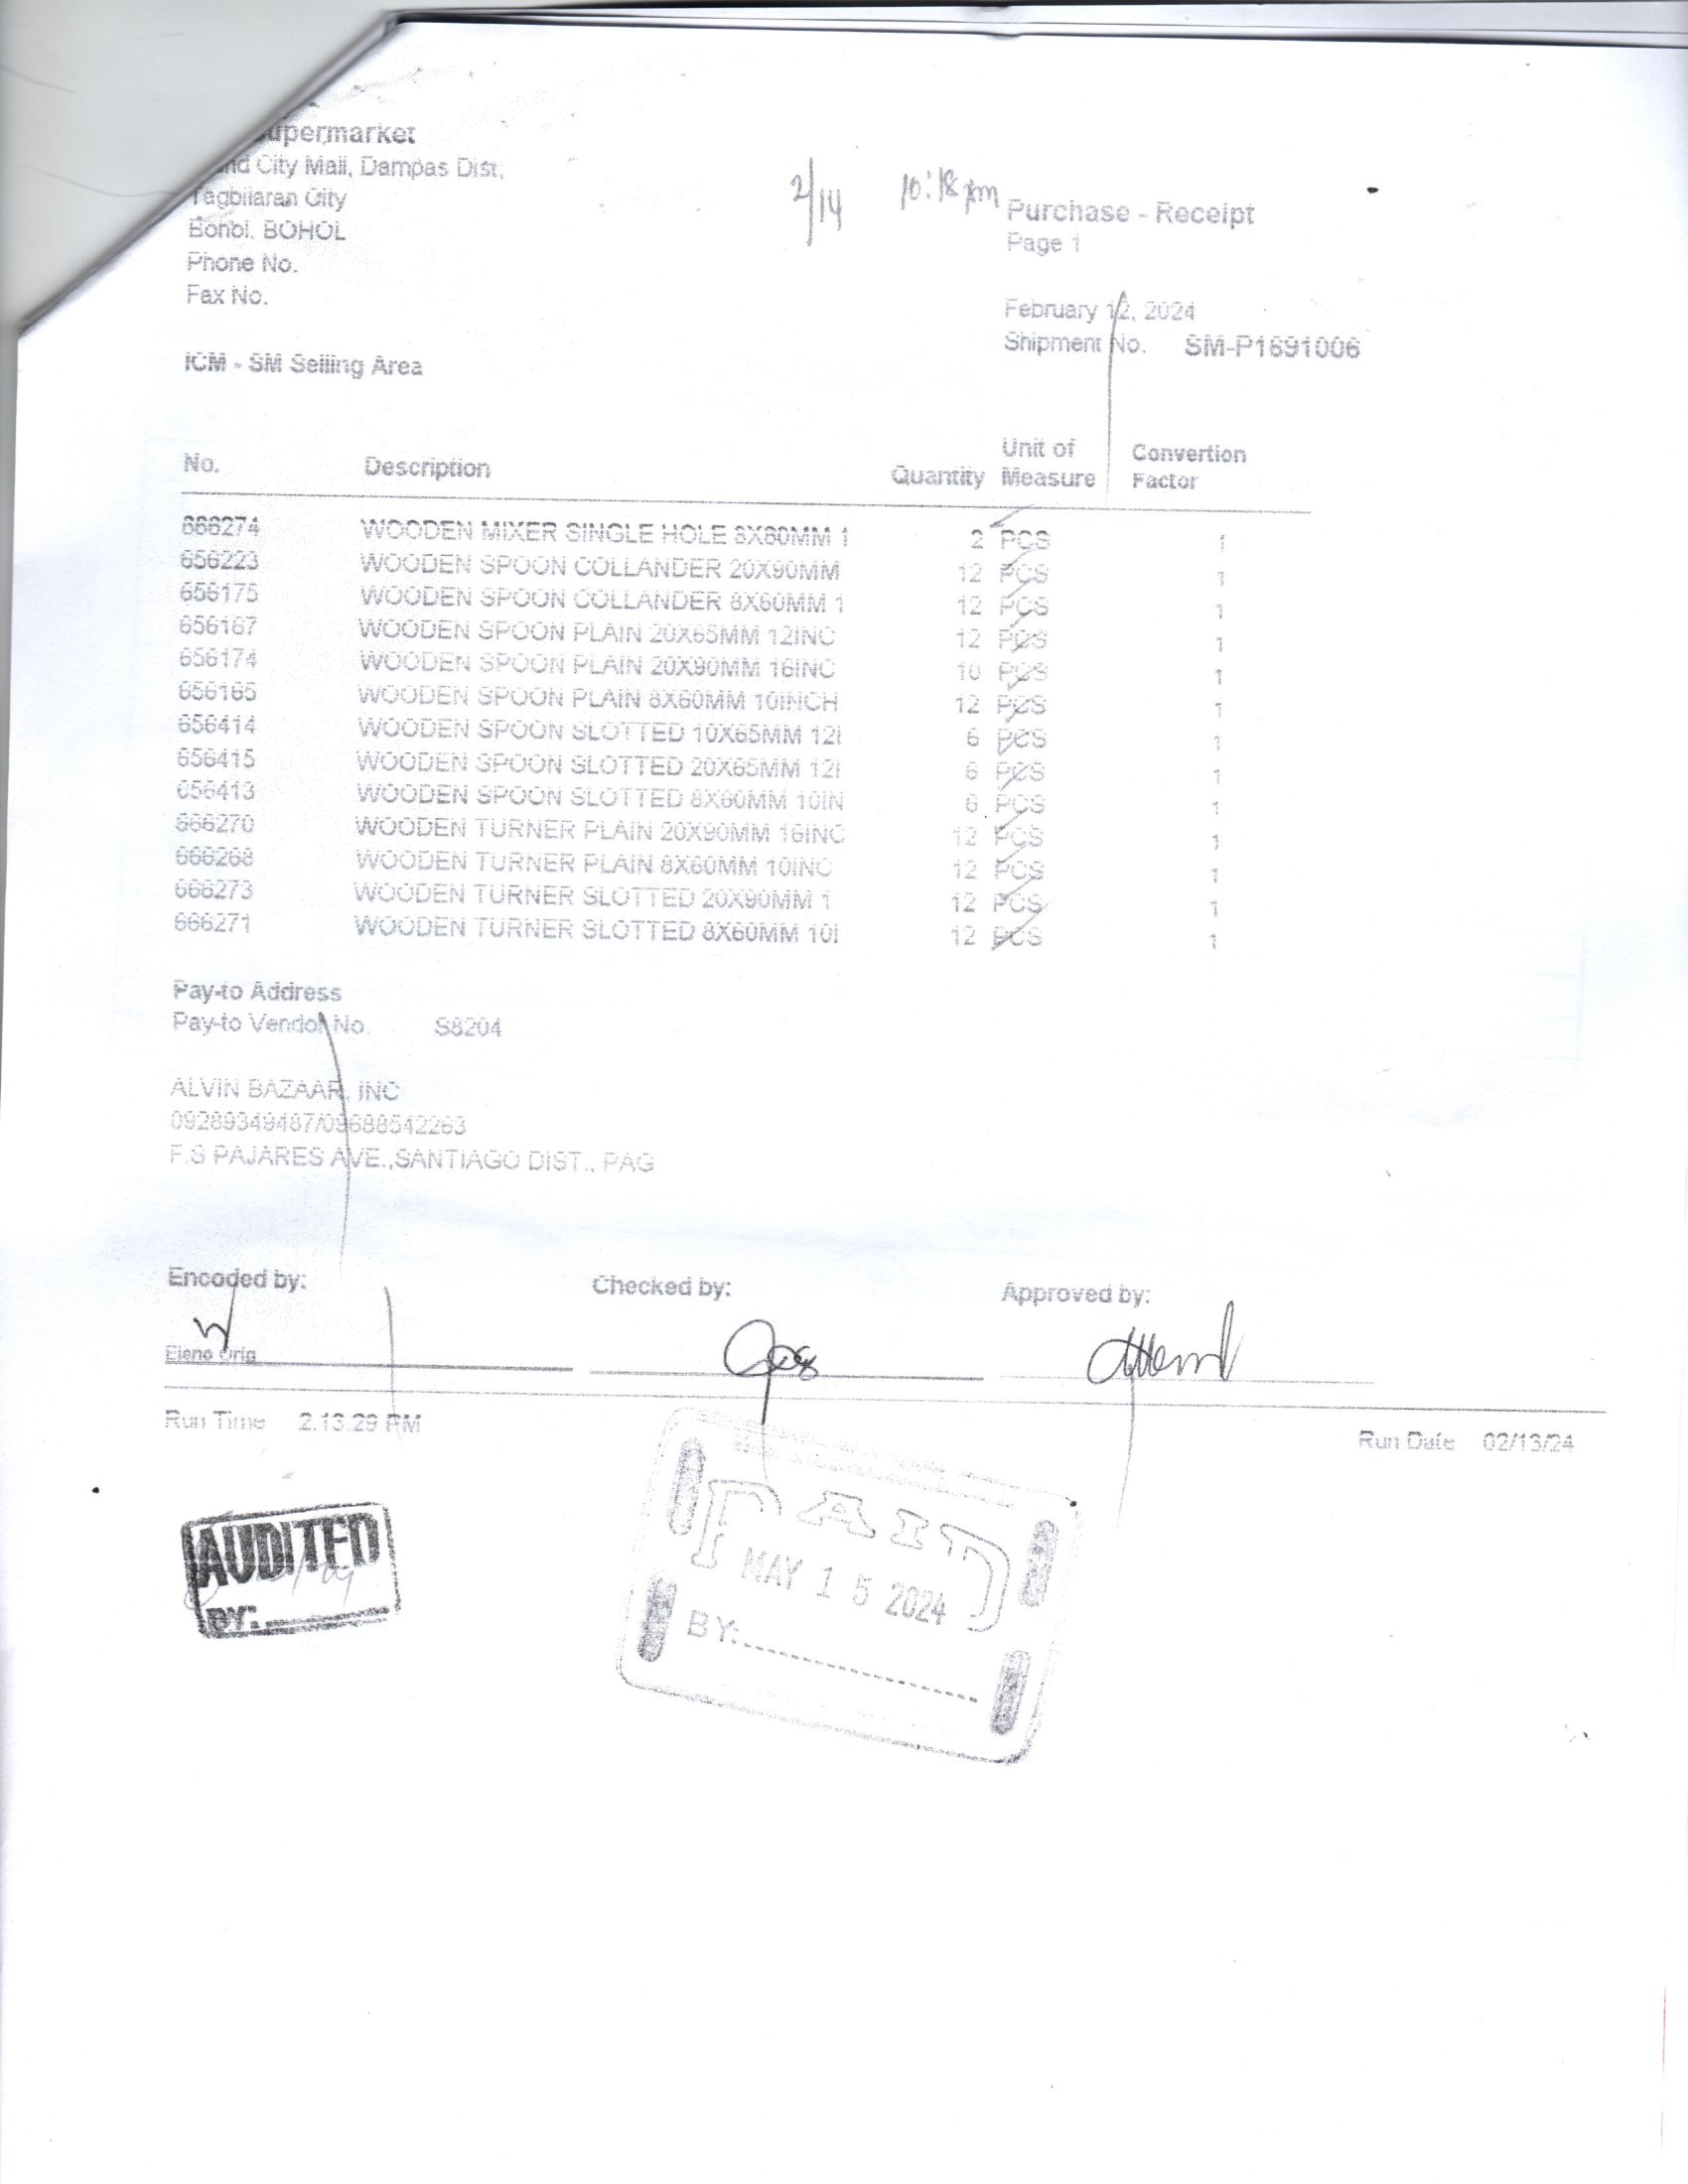 upermarket
nd City Mall, Dampas Dist,
Tagbilaran City
Bohol, BOHOL
Phone No.
Fax No.
2/14 10:18 pm
Purchase - Receipt
Page 1
February 12, 2024
Shipment No. SM-P1691006
ICM - SM Selling Area
No. Description Quantity Unit of Measure Convertion Factor
666274 WOODEN MIXER SINGLE HOLE 8X60MM 1 2 PCS 1
656223 WOODEN SPOON COLLANDER 20X90MM 12 PCS 1
656175 WOODEN SPOON COLLANDER 8X60MM 1 12 PCS 1
656167 WOODEN SPOON PLAIN 20X65MM 12INC 12 PCS 1
656174 WOODEN SPOON PLAIN 20X90MM 16INC 10 PCS 1
656165 WOODEN SPOON PLAIN 8X60MM 10INCH 12 PCS 1
656414 WOODEN SPOON SLOTTED 10X65MM 12I 6 PCS 1
656415 WOODEN SPOON SLOTTED 20X65MM 12I 6 PCS 1
656413 WOODEN SPOON SLOTTED 8X60MM 10IN 6 PCS 1
666270 WOODEN TURNER PLAIN 20X90MM 16INC 12 PCS 1
666268 WOODEN TURNER PLAIN 8X60MM 10INC 12 PCS 1
666273 WOODEN TURNER SLOTTED 20X90MM 1 12 PCS 1
666271 WOODEN TURNER SLOTTED 8X60MM 10I 12 PCS 1
Pay-to Address
Pay-to Vendor No. S8204
ALVIN BAZAAR, INC
09289349487/09688542263
F.S PAJARES AVE.,SANTIAGO DIST., PAG
Encoded by: Checked by: Approved by:
Run Time 2:13:29 PM
Run Date 02/13/24
AUDITED
BY:
PAID
MAY 15 2024
BY: